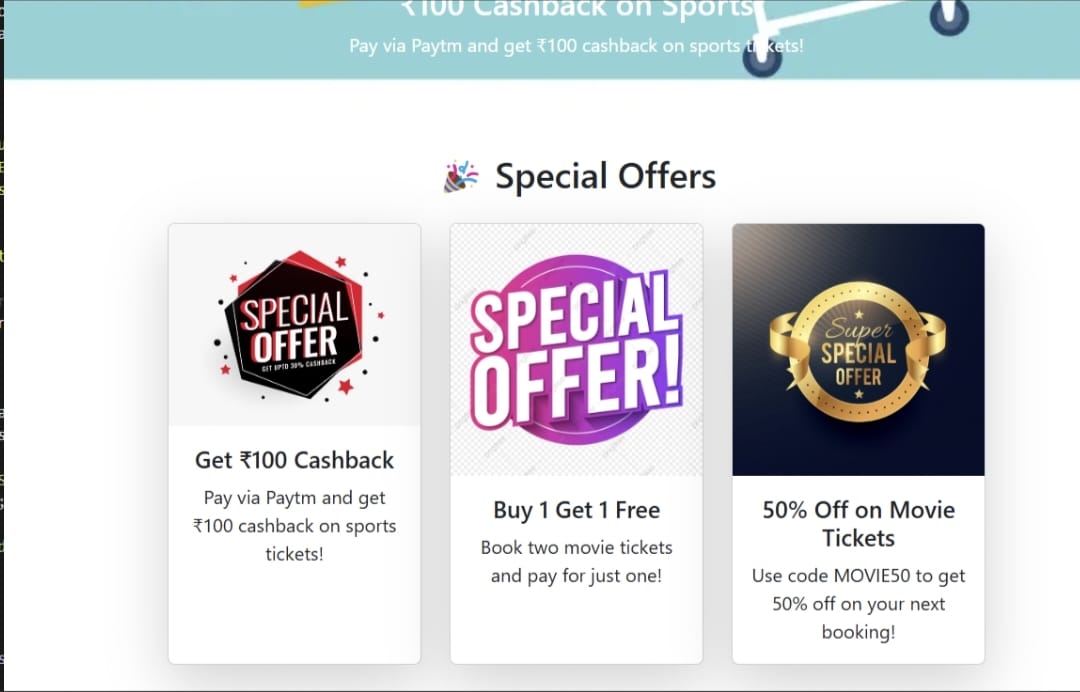 ₹100 Cashback on Sports
Pay via Paytm and get ₹100 cashback on sports tickets!
Special Offers
SPECIAL
OFFER
GET UPTO 30% CASHBACK
Get ₹100 Cashback
Pay via Paytm and get
₹100 cashback on sports
tickets!
SPECIAL
OFFER!
Buy 1 Get 1 Free
Book two movie tickets
and pay for just one!
Super
SPECIAL
OFFER
50% Off on Movie
Tickets
Use code MOVIE50 to get
50% off on your next
booking!